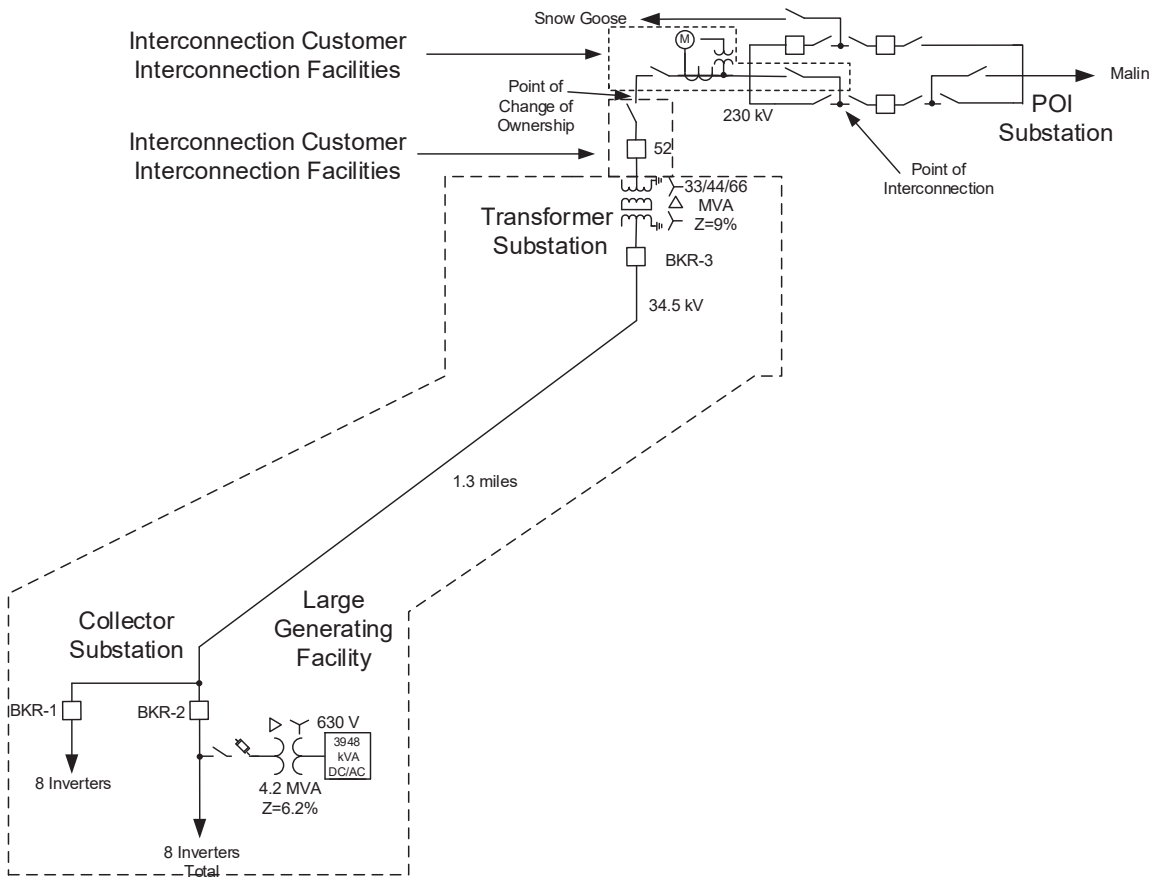 Snow Goose
Interconnection Customer
Interconnection Facilities
M
Malin
Point of
Change of
Ownership
230 kV
POI
Substation
Interconnection Customer
Interconnection Facilities
52
Point of
Interconnection
Transformer
Substation
33/44/66
MVA
Z=9%
BKR-3
34.5 kV
1.3 miles
Collector
Substation
Large
Generating
Facility
BKR-1
BKR-2
630 V
3948
kVA
DC/AC
4.2 MVA
Z=6.2%
8 Inverters
8 Inverters
Total